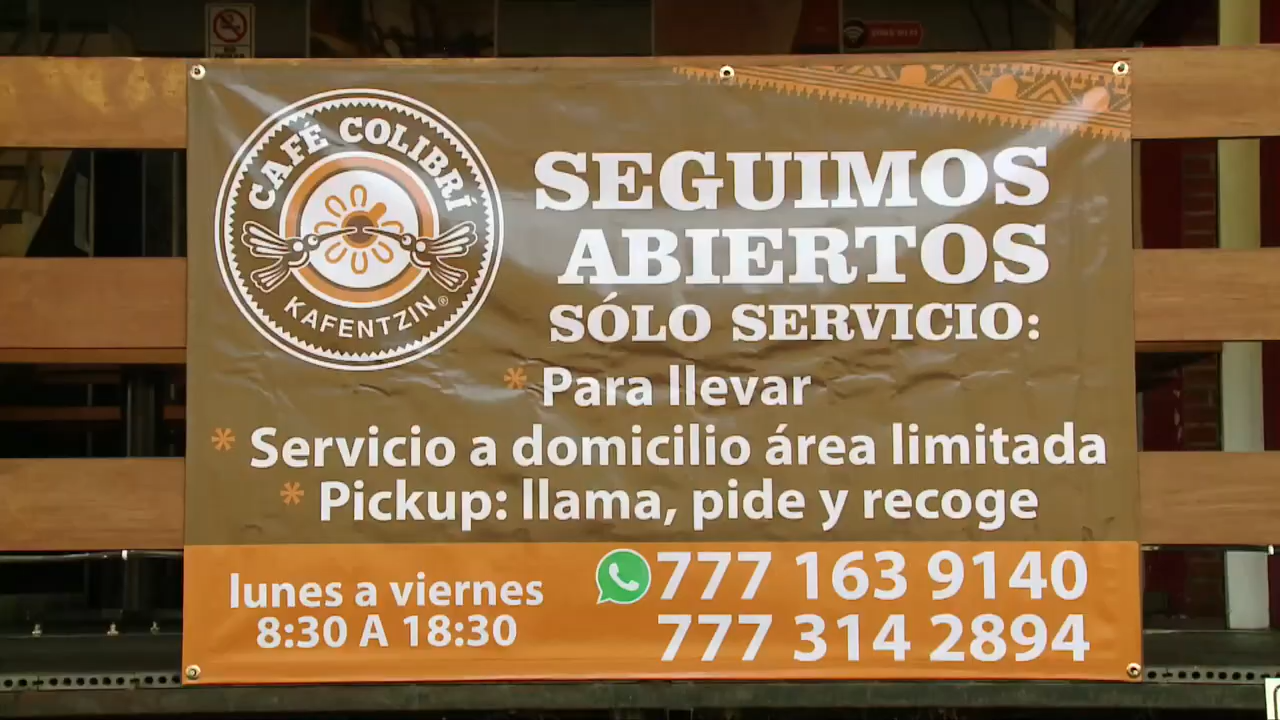 CAFÉ COLIBRÍ
KAFENTZIN®
SEGUIMOS
ABIERTOS
SÓLO SERVICIO:
* Para llevar
* Servicio a domicilio área limitada
* Pickup: llama, pide y recoge
lunes a viernes
8:30 A 18:30
777 163 9140
777 314 2894